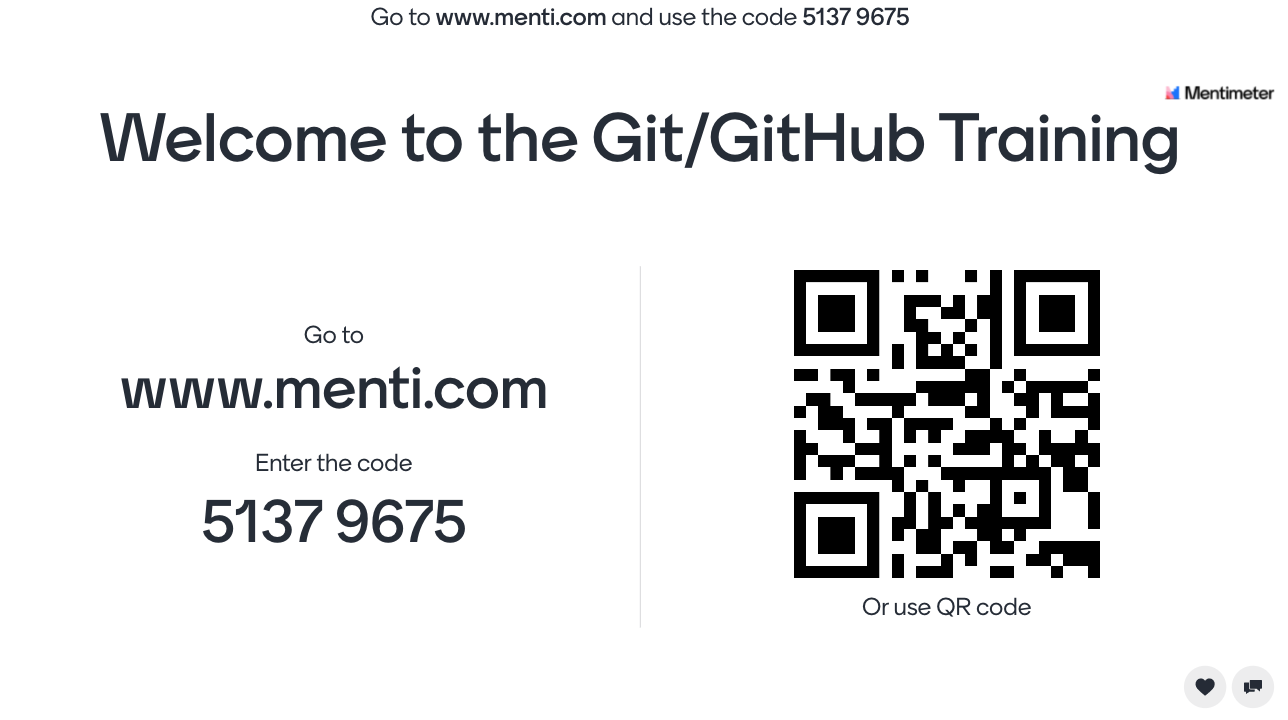 Go to www.menti.com and use the code 5137 9675
Mentimeter
Welcome to the Git/GitHub Training
Go to
www.menti.com
Enter the code
5137 9675
Or use QR code